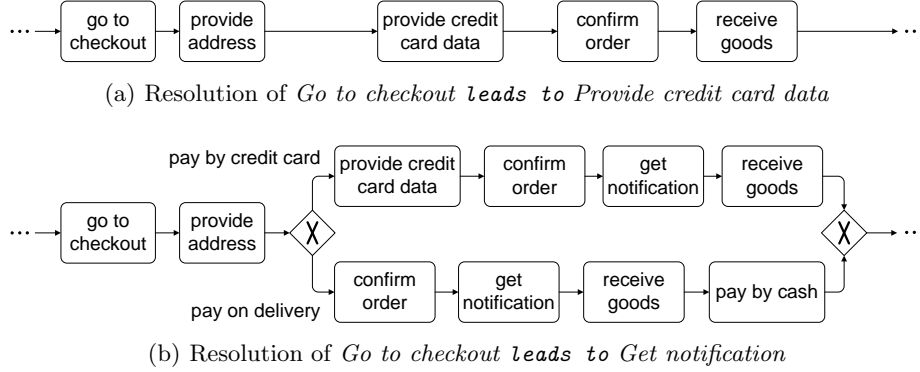 ... go to checkout provide address provide credit card data confirm order receive goods ..
(a) Resolution of Go to checkout leads to Provide credit card data
pay by credit card provide credit card data confirm order get notification receive goods
... go to checkout provide address X X ..
pay on delivery confirm order get notification receive goods pay by cash
(b) Resolution of Go to checkout leads to Get notification